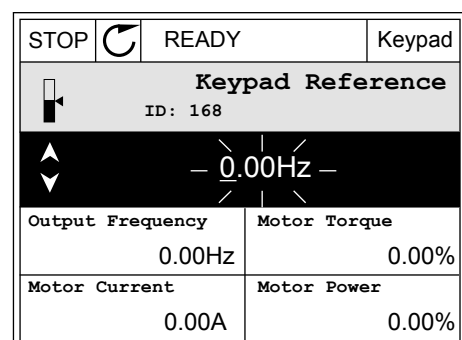 STOP READY Keypad
Keypad Reference
ID: 168
0.00Hz
Output Frequency Motor Torque
0.00Hz 0.00%
Motor Current Motor Power
0.00A 0.00%